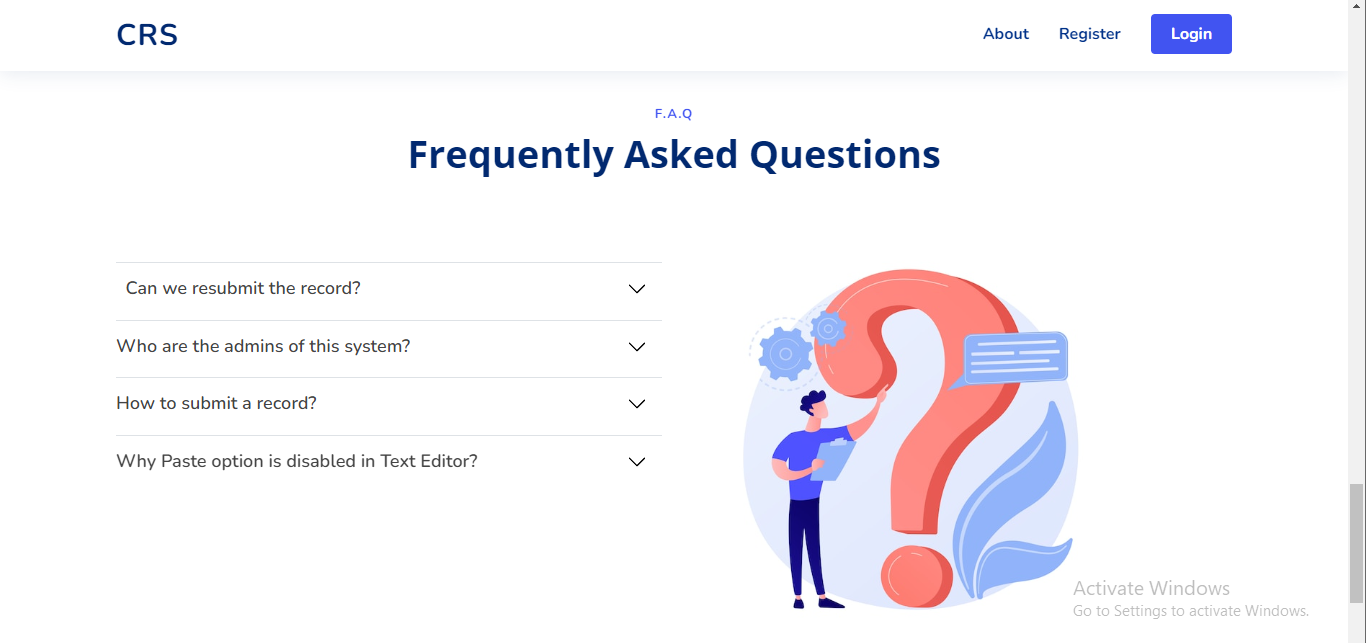 CRS
About
Register
Login
F.A.Q
Frequently Asked Questions
Can we resubmit the record?
Who are the admins of this system?
How to submit a record?
Why Paste option is disabled in Text Editor?
Activate Windows
Go to Settings to activate Windows.